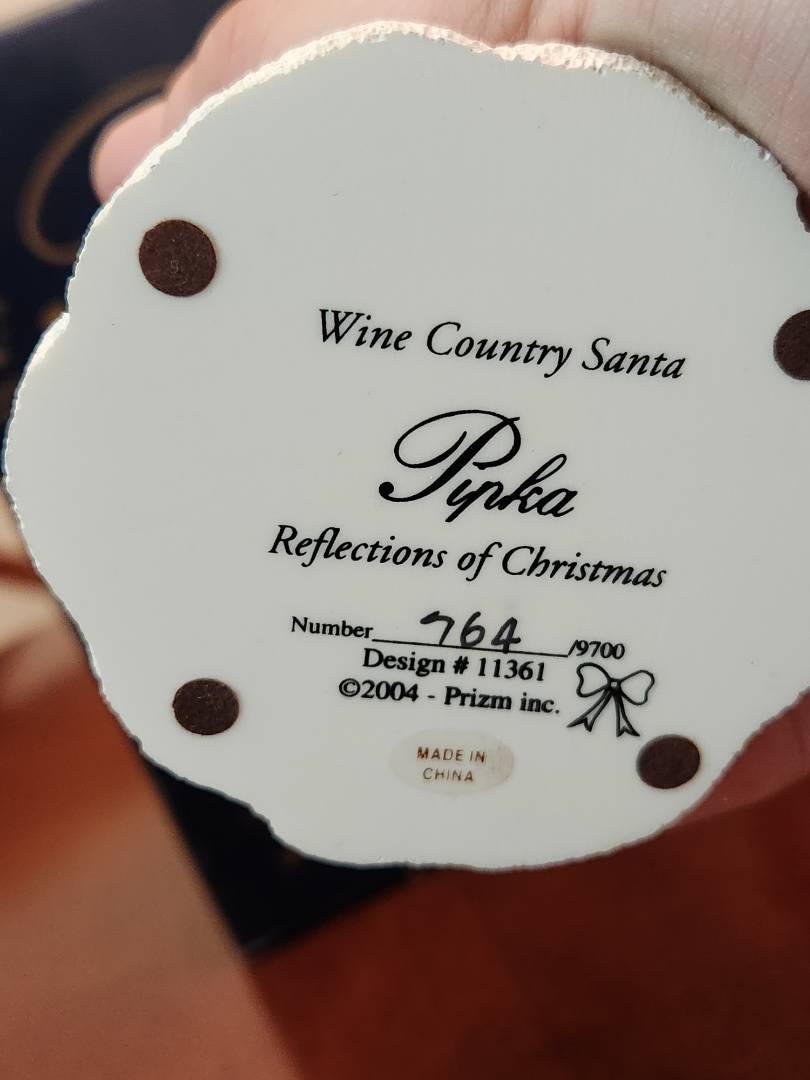 Wine Country Santa
Pipka
Reflections of Christmas
Number 764 /9700
Design # 11361
©2004 - Prizm inc.
MADE IN
CHINA